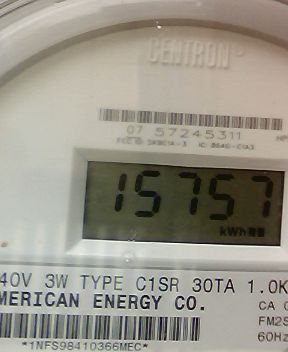 CENTRON®
07 57245311
15757
kWh
40V 3W TYPE C1SR 30TA 1.0K
MERICAN ENERGY CO.
CA
FM2S
60Hz
*1NFS98410366MEC*